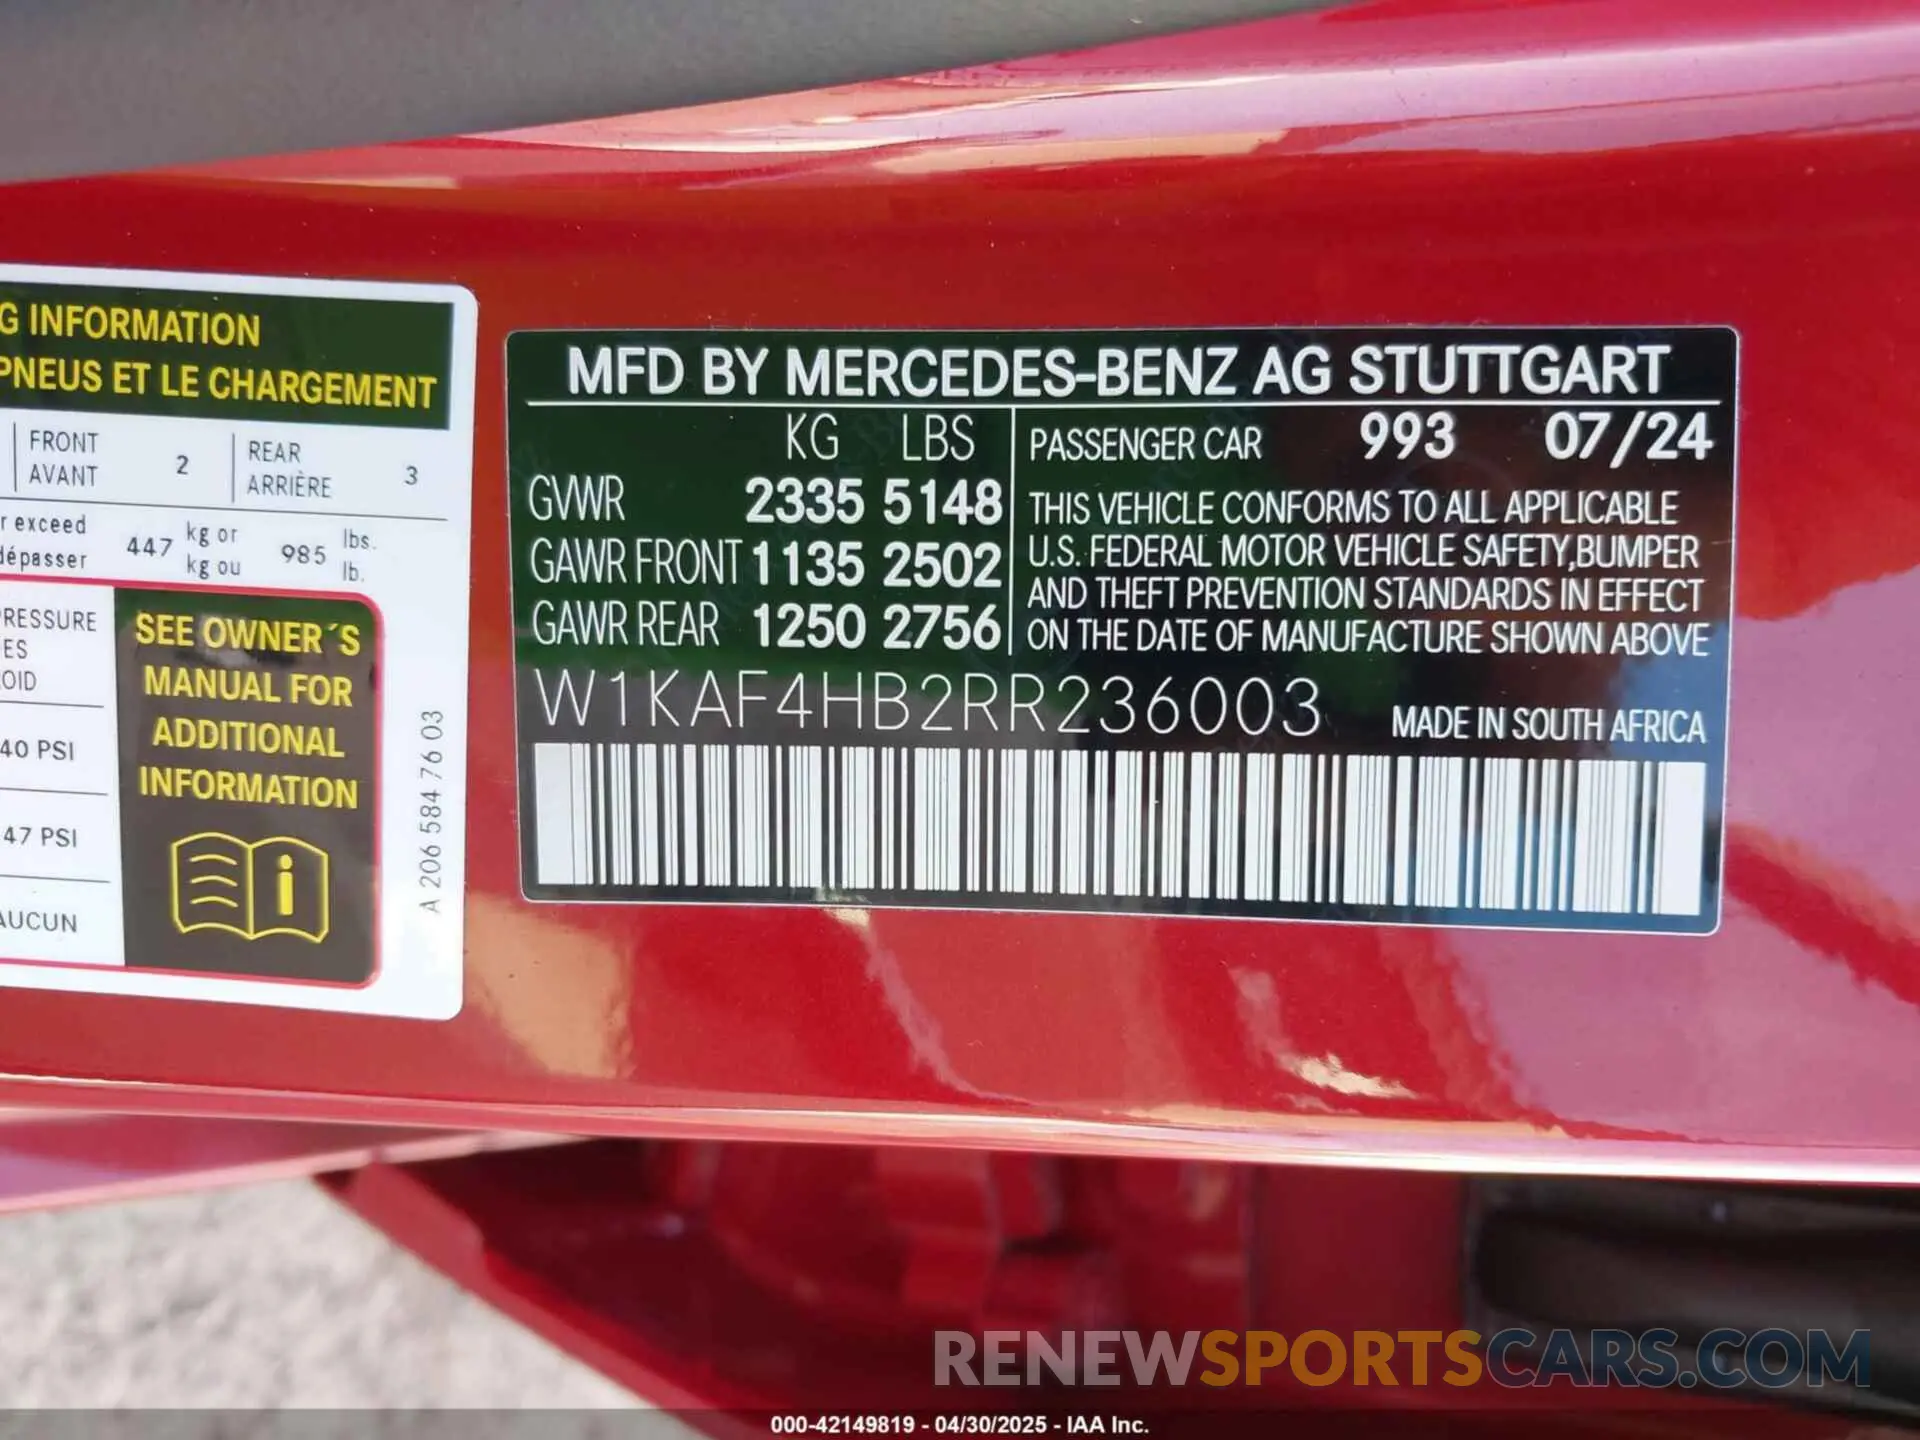 G INFORMATION
PNEUS ET LE CHARGEMENT
FRONT 2 REAR 3
AVANT ARRIÈRE
r exceed 447 kg or 985 lbs.
dépasser kg ou lb.
PRESSURE
ES
OID
40 PSI
47 PSI
AUCUN
SEE OWNER´S
MANUAL FOR
ADDITIONAL
INFORMATION
A 206 584 76 03
MFD BY MERCEDES-BENZ AG STUTTGART
KG LBS
GVWR 2335 5148
GAWR FRONT 1135 2502
GAWR REAR 1250 2756
PASSENGER CAR 993 07/24
THIS VEHICLE CONFORMS TO ALL APPLICABLE
U.S. FEDERAL MOTOR VEHICLE SAFETY,BUMPER
AND THEFT PREVENTION STANDARDS IN EFFECT
ON THE DATE OF MANUFACTURE SHOWN ABOVE
W1KAF4HB2RR236003 MADE IN SOUTH AFRICA
RENEWSPORTSCARS.COM
000-42149819 - 04/30/2025 - IAA Inc.